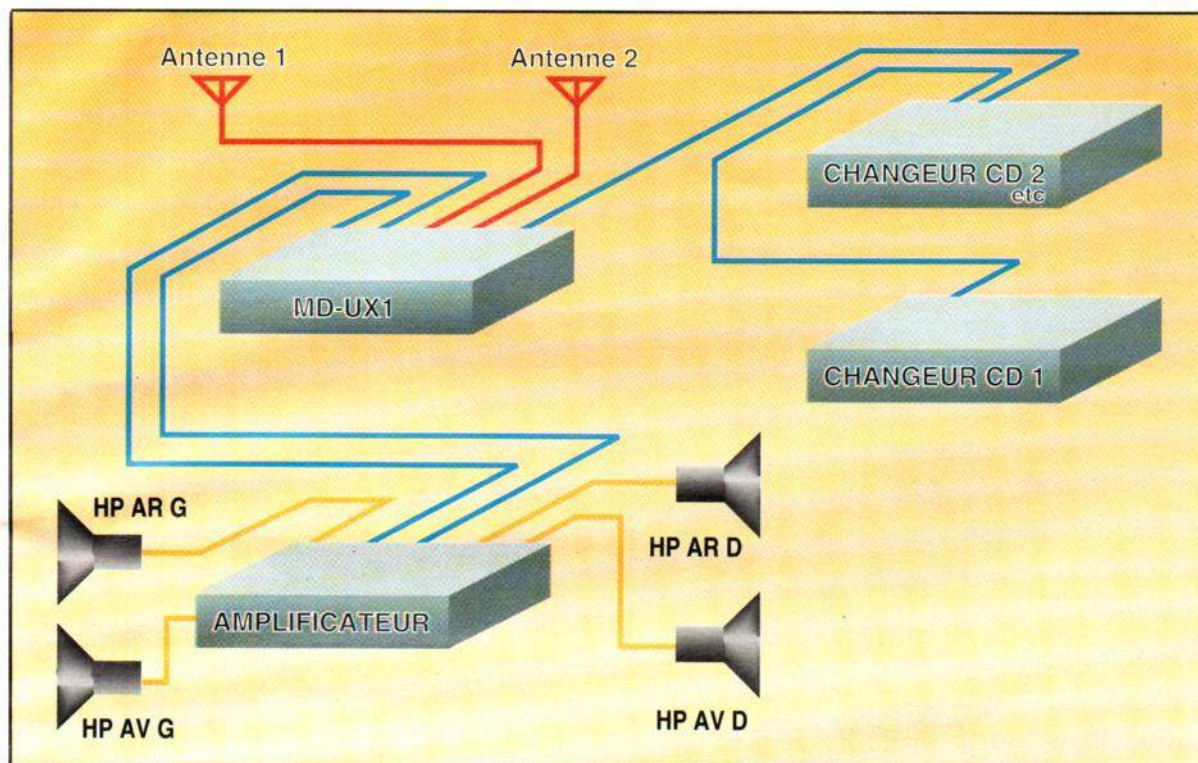 Antenne 1
Antenne 2
CHANGEUR CD 2
etc
MD-UX1
CHANGEUR CD 1
HP AR G
HP AR D
AMPLIFICATEUR
HP AV G
HP AV D